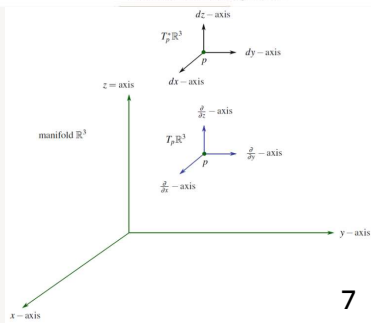 dz−axis
T*ₚℝ³
dy−axis
p
dx−axis
z = axis
∂/∂z − axis
manifold ℝ³
Tₚℝ³
∂/∂y − axis
p
∂/∂x − axis
y−axis
7
x−axis